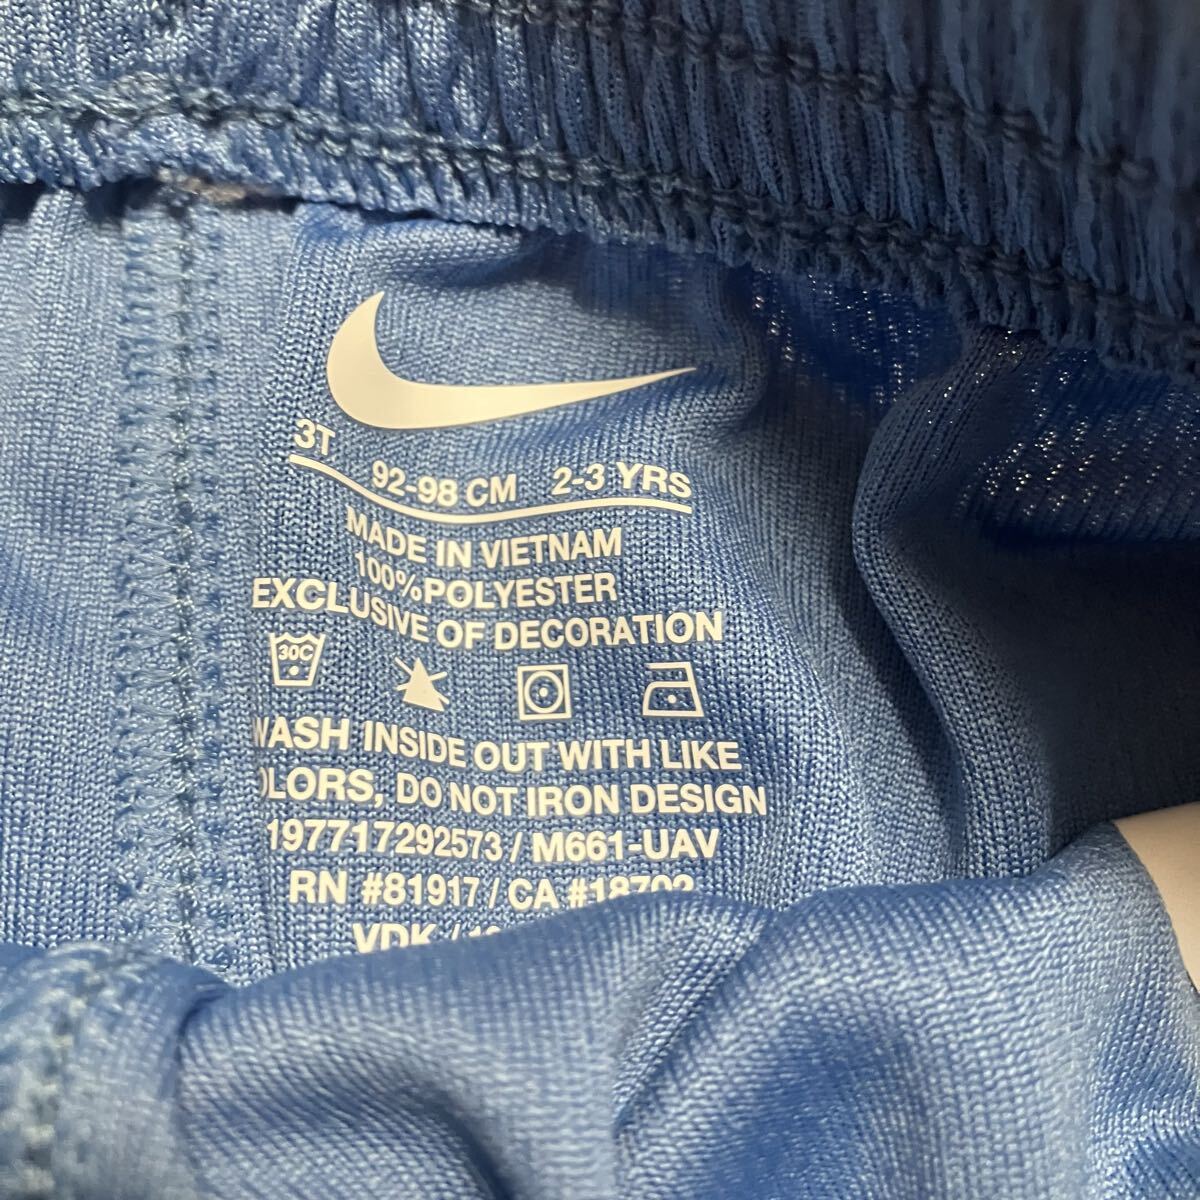 3T 92-98 CM 2-3 YRS
MADE IN VIETNAM
100%POLYESTER
EXCLUSIVE OF DECORATION
30C
WASH INSIDE OUT WITH LIKE
OLORS, DO NOT IRON DESIGN
197717292573 / M661-UAV
RN #81917 / CA #18702
VDK /